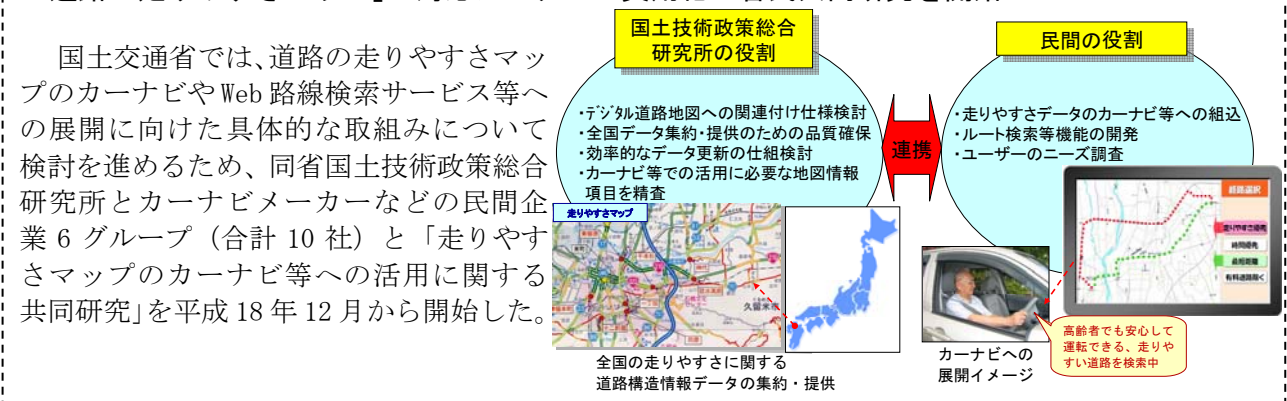 国土交通省では、道路の走りやすさマッ
プのカーナビや Web 路線検索サービス等へ
の展開に向けた具体的な取組みについて
検討を進めるため、同省国土技術政策総合
研究所とカーナビメーカーなどの民間企
業 6 グループ（合計 10 社）と「走りやす
さマップのカーナビ等への活用に関する
共同研究」を平成 18 年 12 月から開始した。
国土技術政策総合
研究所の役割
・デジタル道路地図への関連付け仕様検討
・全国データ集約・提供のための品質確保
・効率的なデータ更新の仕組検討
・カーナビ等での活用に必要な地図情報
項目を精査
走りやすさマップ
久留米市
全国の走りやすさに関する
道路構造情報データの集約・提供
連携
民間の役割
・走りやすさデータのカーナビ等への組込
・ルート検索等機能の開発
・ユーザーのニーズ調査
経路選択
走りやすさ優先
時間優先
最短距離
有料道路除く
高齢者でも安心して
運転できる、走りや
すい道路を検索中
カーナビへの
展開イメージ